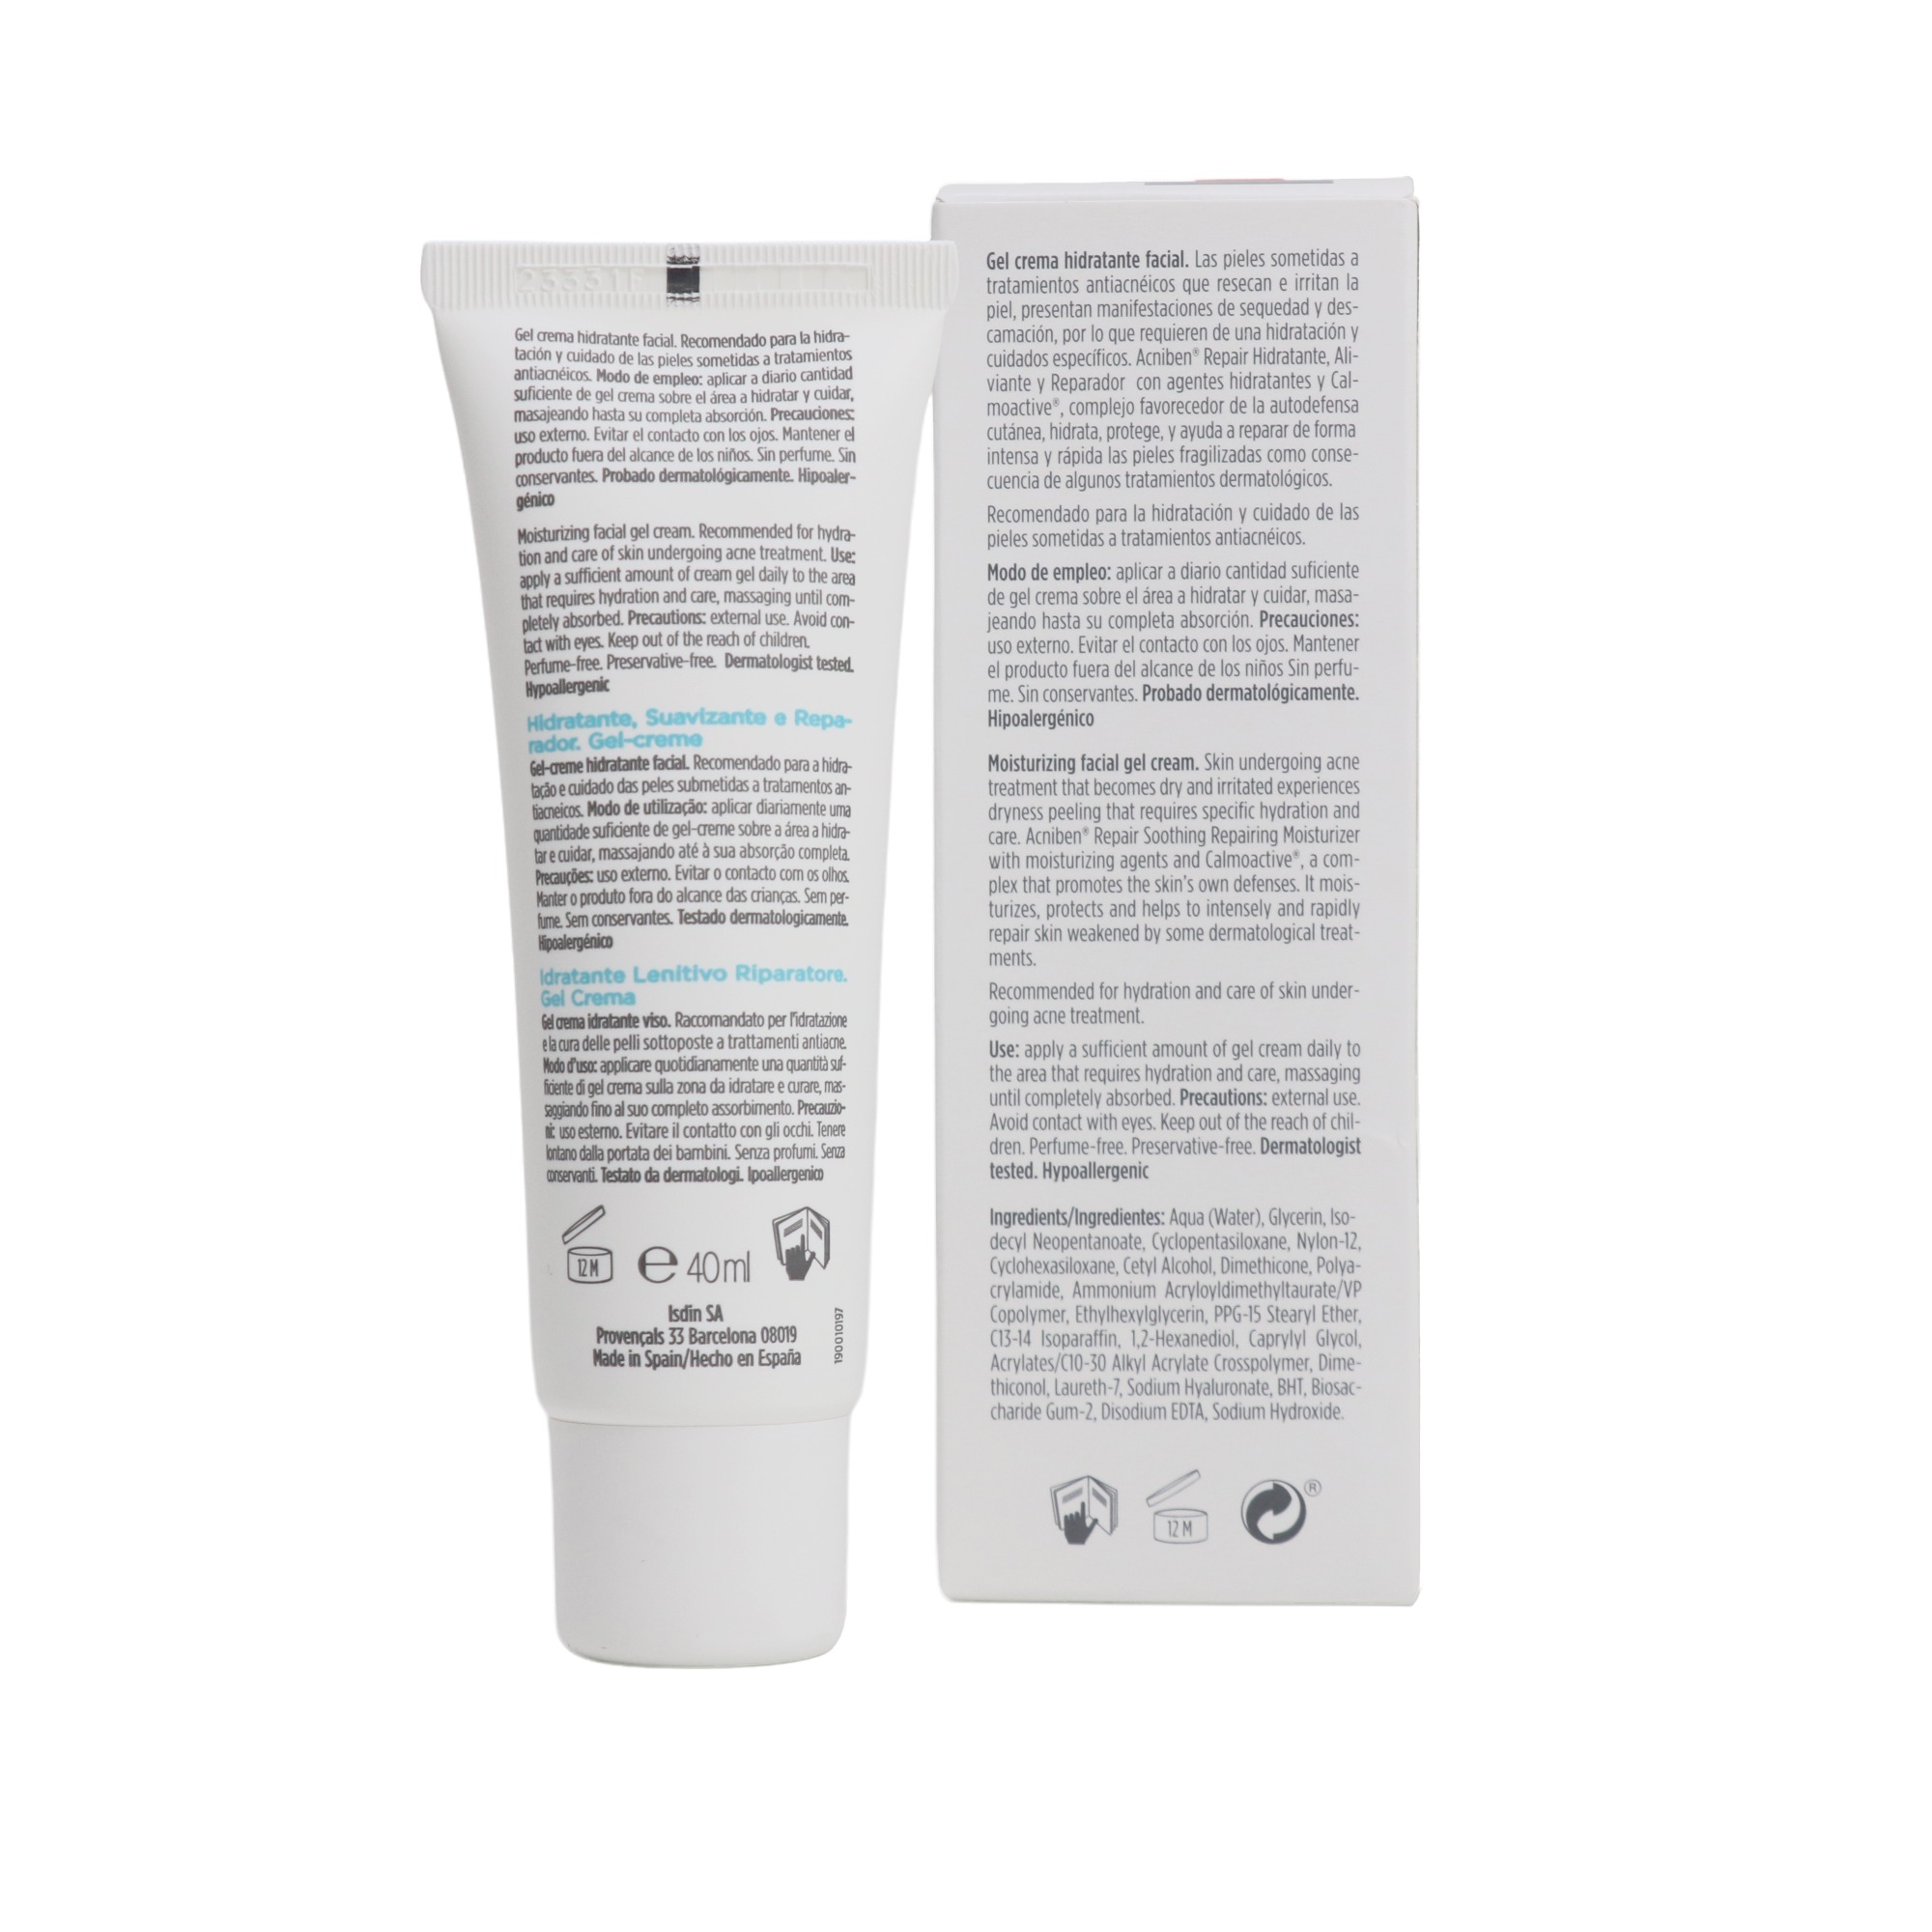 23331F
Gel crema hidratante facial. Recomendado para la hidra-
tación y cuidado de las pieles sometidas a tratamientos
antiacnéicos. Modo de empleo: aplicar a diario cantidad
suficiente de gel crema sobre el área a hidratar y cuidar,
masajeando hasta su completa absorción. Precauciones:
uso externo. Evitar el contacto con los ojos. Mantener el
producto fuera del alcance de los niños. Sin perfume. Sin
conservantes. Probado dermatológicamente. Hipoaler-
génico
Moisturizing facial gel cream. Recommended for hydra-
tion and care of skin undergoing acne treatment. Use:
apply a sufficient amount of cream gel daily to the area
that requires hydration and care, massaging until com-
pletely absorbed. Precautions: external use. Avoid con-
tact with eyes. Keep out of the reach of children.
Perfume-free. Preservative-free. Dermatologist tested.
Hypoallergenic
Hidratante, Suavizante e Repa-
rador. Gel-creme
Gel-creme hidratante facial. Recomendado para a hidra-
tação e cuidado das peles submetidas a tratamentos an-
tiacneicos. Modo de utilização: aplicar diariamente uma
quantidade suficiente de gel-creme sobre a área a hidra-
tar e cuidar, massajando até à sua absorção completa.
Precauções: uso externo. Evitar o contacto com os olhos.
Manter o produto fora do alcance das crianças. Sem per-
fume. Sem conservantes. Testado dermatologicamente.
Hipoalergénico
Idratante Lenitivo Riparatore.
Gel Crema
Gel crema idratante viso. Raccomandato per l'idratazione
e la cura delle pelli sottoposte a trattamenti antiacne.
Modo d'uso: applicare quotidianamente una quantità suf-
ficiente di gel crema sulla zona da idratare e curare, mas-
saggiando fino al suo completo assorbimento. Precauzio-
ni: uso esterno. Evitare il contatto con gli occhi. Tenere
lontano dalla portata dei bambini. Senza profumi. Senza
conservanti. Testato da dermatologi. Ipoallergenico
12 M
e 40 ml
Isdin SA
Provençals 33 Barcelona 08019
Made in Spain/Hecho en España
190101097
Gel crema hidratante facial. Las pieles sometidas a
tratamientos antiacnéicos que resecan e irritan la
piel, presentan manifestaciones de sequedad y des-
camación, por lo que requieren de una hidratación y
cuidados específicos. Acniben® Repair Hidratante, Ali-
viante y Reparador con agentes hidratantes y Cal-
moactive®, complejo favorecedor de la autodefensa
cutánea, hidrata, protege, y ayuda a reparar de forma
intensa y rápida las pieles fragilizadas como conse-
cuencia de algunos tratamientos dermatológicos.
Recomendado para la hidratación y cuidado de las
pieles sometidas a tratamientos antiacnéicos.
Modo de empleo: aplicar a diario cantidad suficiente
de gel crema sobre el área a hidratar y cuidar, masa-
jeando hasta su completa absorción. Precauciones:
uso externo. Evitar el contacto con los ojos. Mantener
el producto fuera del alcance de los niños Sin perfu-
me. Sin conservantes. Probado dermatológicamente.
Hipoalergénico
Moisturizing facial gel cream. Skin undergoing acne
treatment that becomes dry and irritated experiences
dryness peeling that requires specific hydration and
care. Acniben® Repair Soothing Repairing Moisturizer
with moisturizing agents and Calmoactive®, a com-
plex that promotes the skin's own defenses. It mois-
turizes, protects and helps to intensely and rapidly
repair skin weakened by some dermatological treat-
ments.
Recommended for hydration and care of skin under-
going acne treatment.
Use: apply a sufficient amount of gel cream daily to
the area that requires hydration and care, massaging
until completely absorbed. Precautions: external use.
Avoid contact with eyes. Keep out of the reach of chil-
dren. Perfume-free. Preservative-free. Dermatologist
tested. Hypoallergenic
Ingredients/Ingredientes: Aqua (Water), Glycerin, Iso-
decyl Neopentanoate, Cyclopentasiloxane, Nylon-12,
Cyclohexasiloxane, Cetyl Alcohol, Dimethicone, Polya-
crylamide, Ammonium Acryloyldimethyltaurate/VP
Copolymer, Ethylhexylglycerin, PPG-15 Stearyl Ether,
C13-14 Isoparaffin, 1,2-Hexanediol, Caprylyl Glycol,
Acrylates/C10-30 Alkyl Acrylate Crosspolymer, Dime-
thiconol, Laureth-7, Sodium Hyaluronate, BHT, Biosac-
charide Gum-2, Disodium EDTA, Sodium Hydroxide.
12 M
®